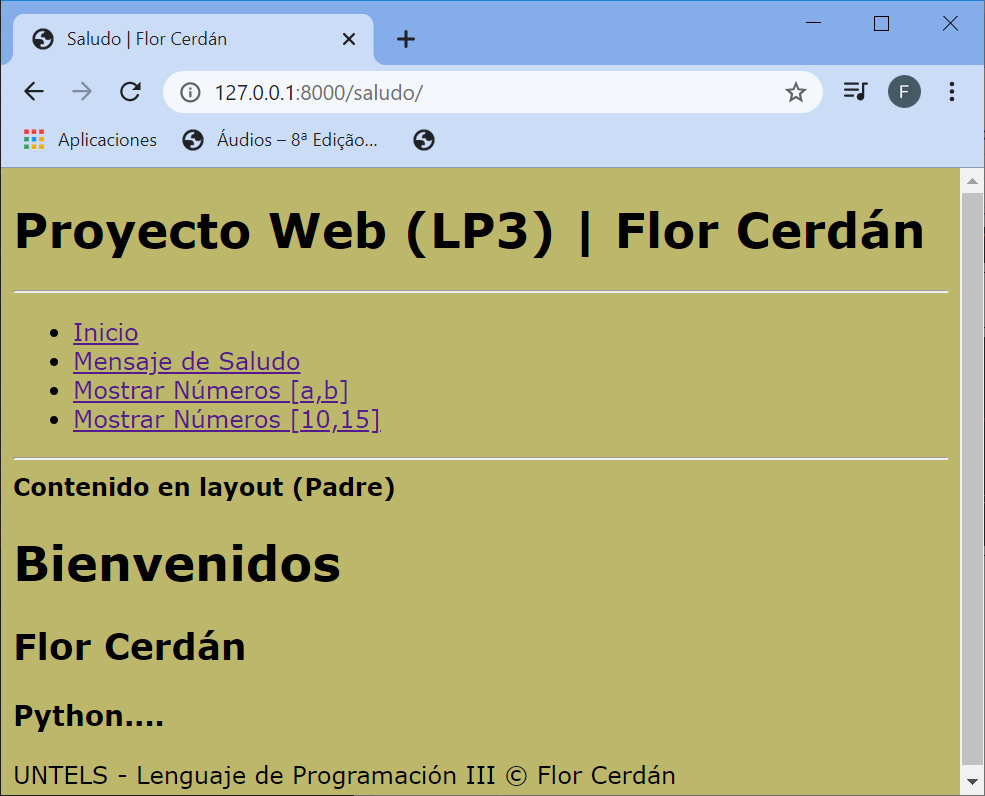 Saludo | Flor Cerdán
127.0.0.1:8000/saludo/
F
Aplicaciones
Áudios – 8ª Edição...
Proyecto Web (LP3) | Flor Cerdán
Inicio
Mensaje de Saludo
Mostrar Números [a,b]
Mostrar Números [10,15]
Contenido en layout (Padre)
Bienvenidos
Flor Cerdán
Python....
UNTELS - Lenguaje de Programación III © Flor Cerdán